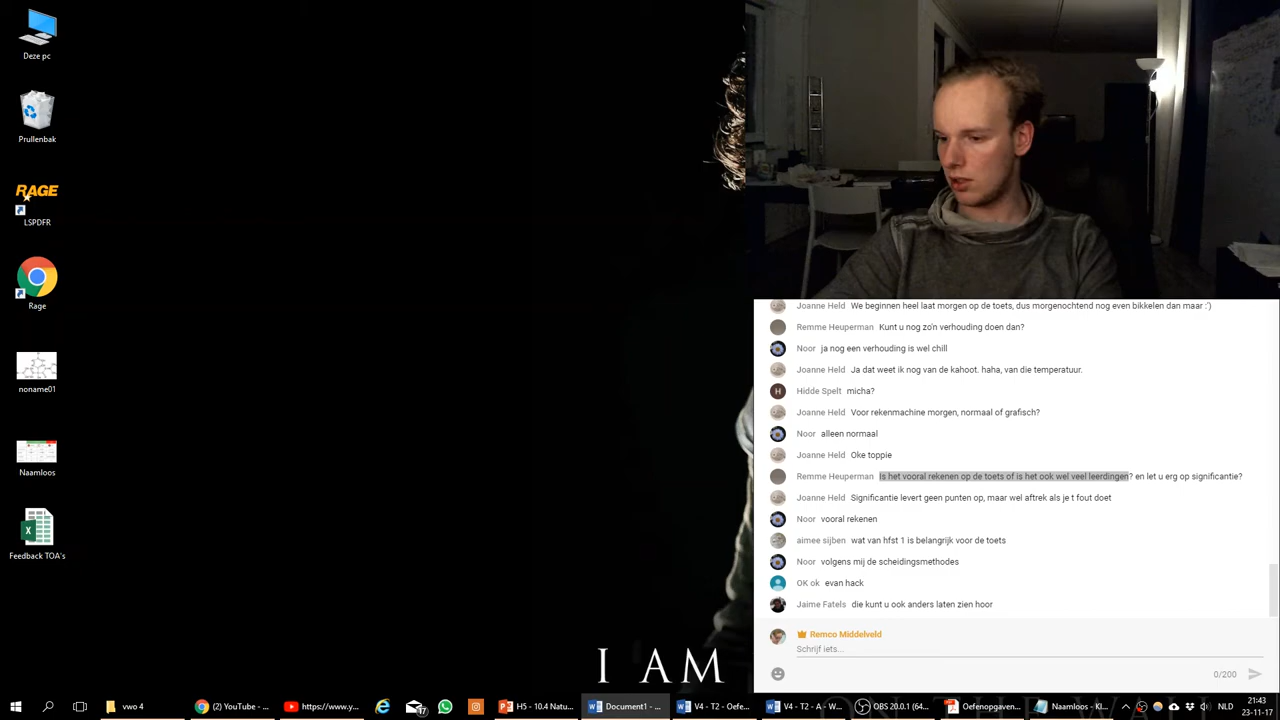 Deze pc
Prullenbak
RAGE
LSPDFR
Rage
noname01
Naamloos
Feedback TOA's
I AM
Joanne Held We beginnen heel laat morgen op de toets, dus morgenochtend nog even bikkelen dan maar :')
Remme Heuperman Kunt u nog zo'n verhouding doen dan?
Noor ja nog een verhouding is wel chill
Joanne Held Ja dat weet ik nog van de kahoot. haha, van die temperatuur.
H Hidde Spelt micha?
Joanne Held Voor rekenmachine morgen, normaal of grafisch?
Noor alleen normaal
Joanne Held Oke toppie
Remme Heuperman Is het vooral rekenen op de toets of is het ook wel veel leerdingen? en let u erg op significantie?
Joanne Held Significantie levert geen punten op, maar wel aftrek als je t fout doet
Noor vooral rekenen
aimee sijben wat van hfst 1 is belangrijk voor de toets
Noor volgens mij de scheidingsmethodes
OK ok evan hack
Jaime Fatels die kunt u ook anders laten zien hoor
Remco Middelveld
Schrijf iets...
0/200
ON THE WALL
vwo 4
(2) YouTube - ...
https://www.y...
17
H5 - 10.4 Natu...
Document1 - ...
V4 - T2 - Oefe...
V4 - T2 - A - W...
OBS 20.0.1 (64...
Oefenopgaven...
Naamloos - Kl...
NLD
21:43
23-11-17